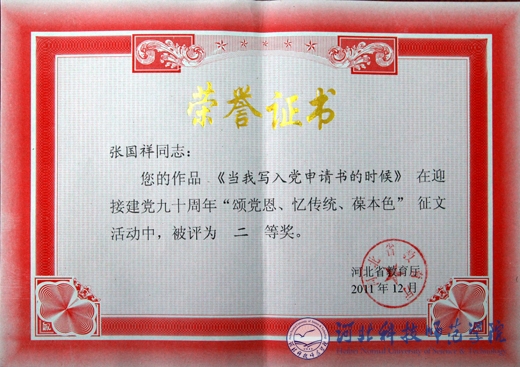 荣誉证书
张国祥同志：
您的作品《当我写入党申请书的时候》在迎
接建党九十周年“颂党恩、忆传统、葆本色”征文
活动中，被评为 二 等奖。
河北省教育厅
2011年12月
河北科技师范学院